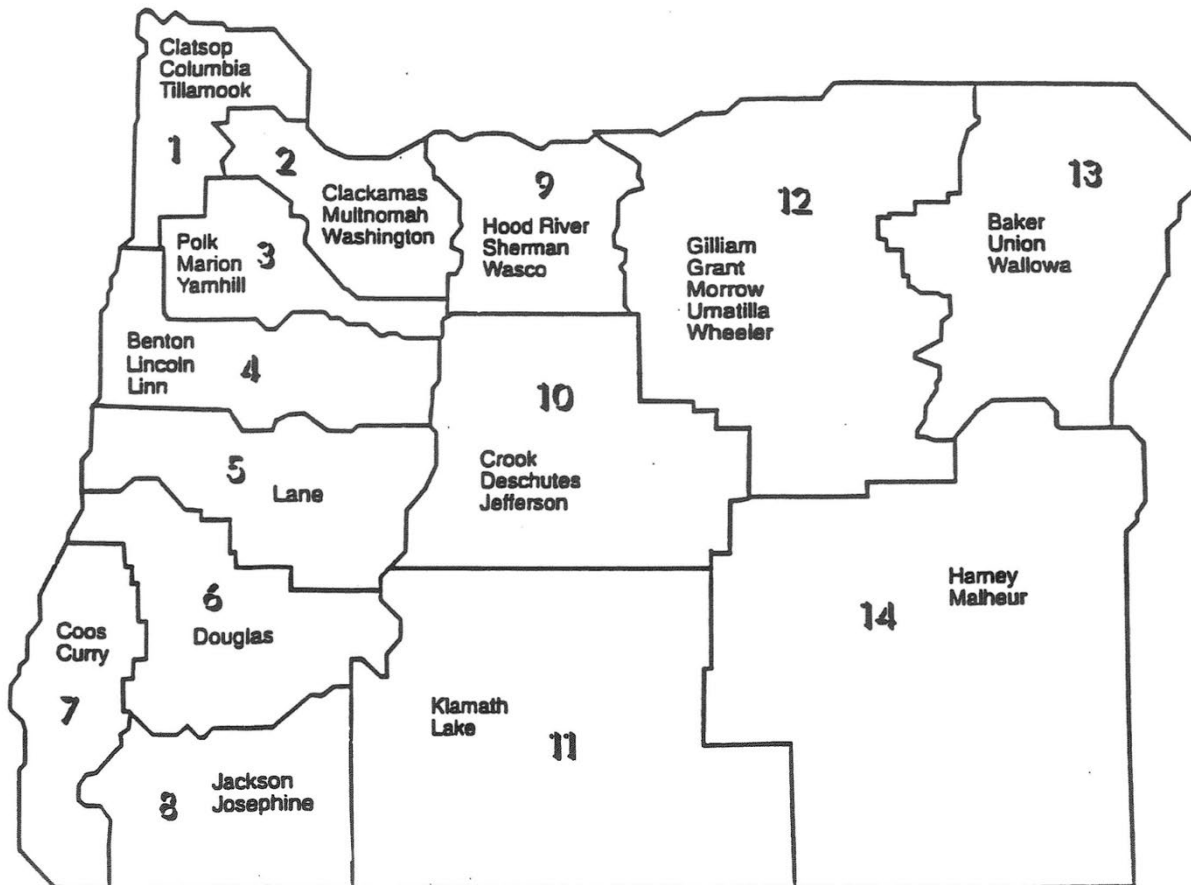 Clatsop
Columbia
Tillamook
1
2
Clackamas
Multnomah
Washington
3
Polk
Marion
Yamhill
Benton
Lincoln
Linn
4
5
Lane
6
Douglas
Coos
Curry
7
8
Jackson
Josephine
9
Hood River
Sherman
Wasco
10
Crook
Deschutes
Jefferson
Klamath
Lake
11
12
Gilliam
Grant
Morrow
Umatilla
Wheeler
13
Baker
Union
Wallowa
Harney
Malheur
14